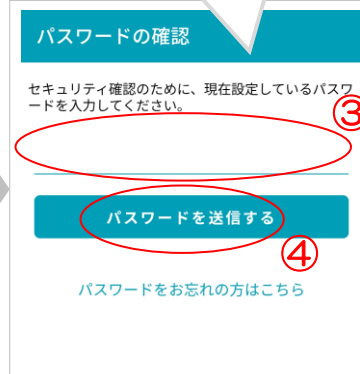 パスワードの確認
セキュリティ確認のために、現在設定しているパスワ
ードを入力してください。
③
パスワードを送信する
④
パスワードをお忘れの方はこちら